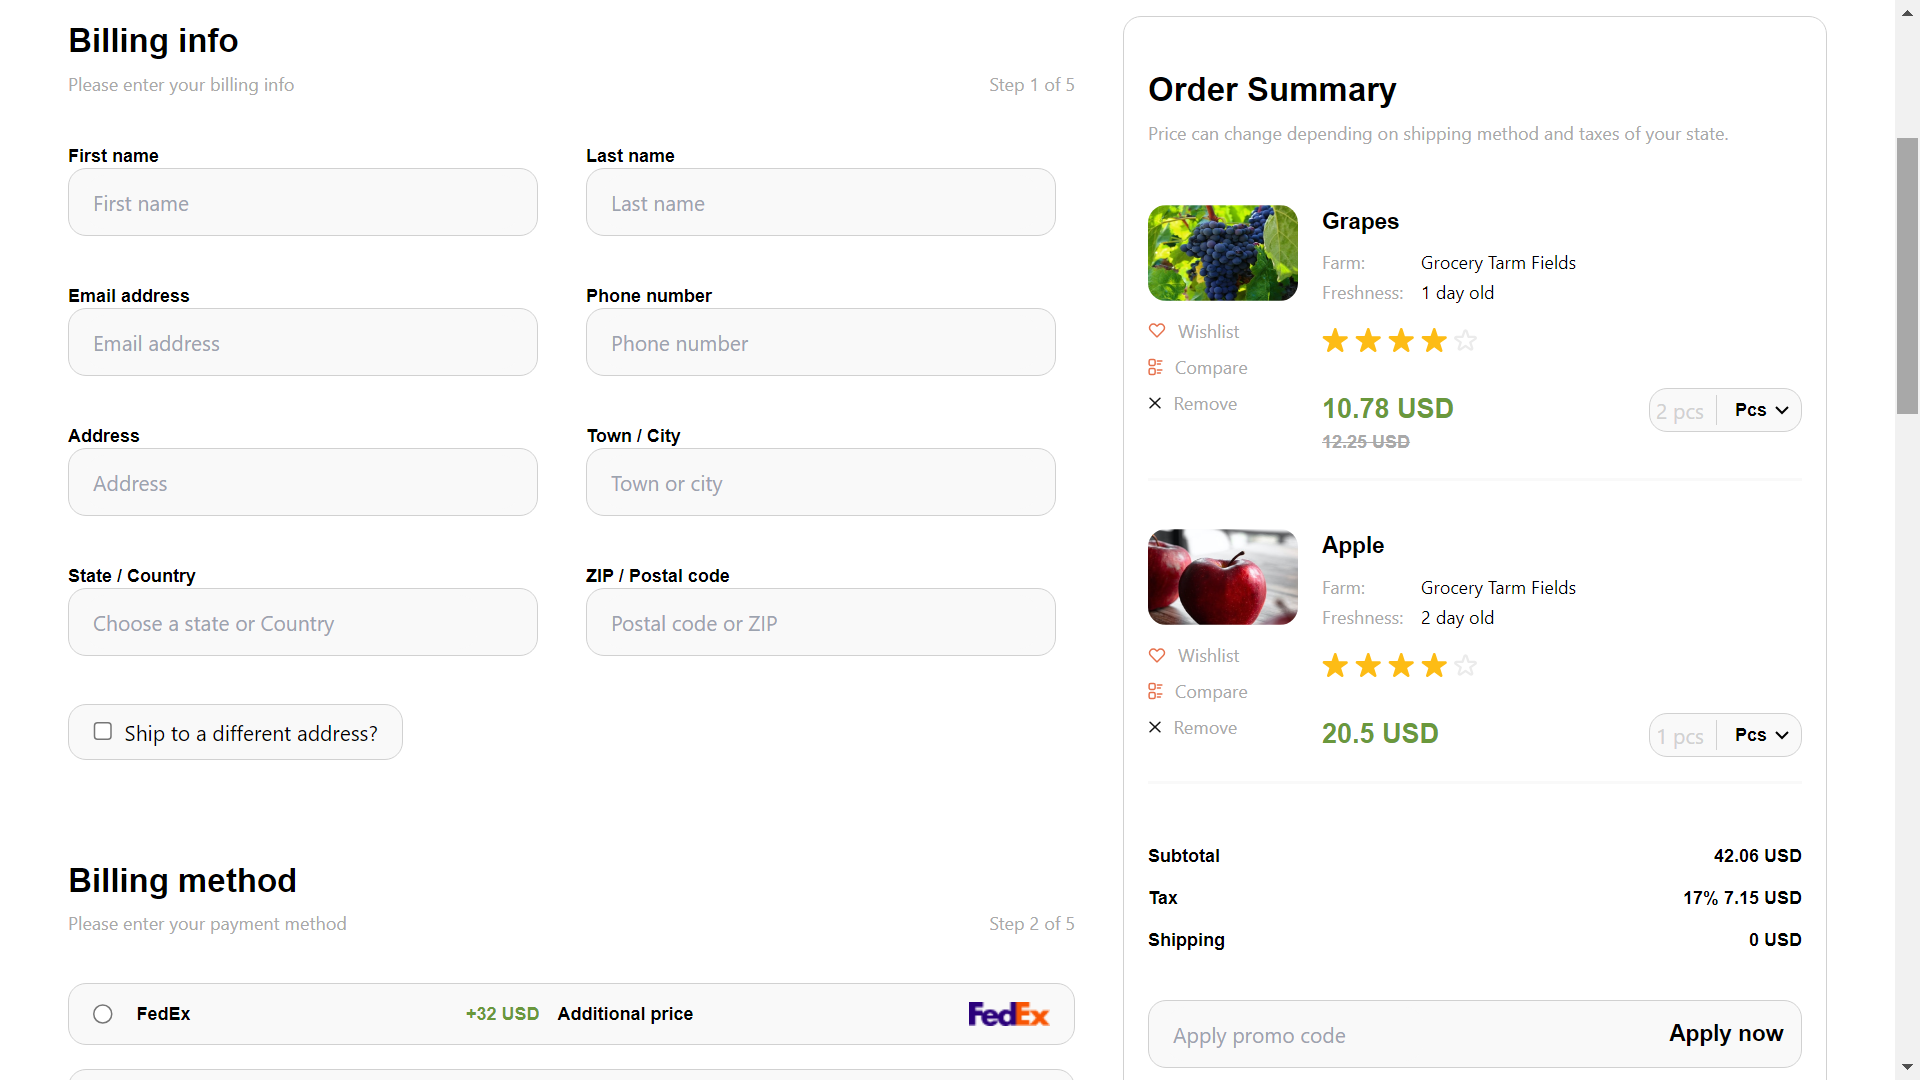 Billing info
Please enter your billing info
Step 1 of 5
First name
Last name
First name
Last name
Email address
Phone number
Email address
Phone number
Address
Town / City
Address
Town or city
State / Country
ZIP / Postal code
Choose a state or Country
Postal code or ZIP
Ship to a different address?
Billing method
Please enter your payment method
Step 2 of 5
FedEx
+32 USD
Additional price
FedEx
Order Summary
Price can change depending on shipping method and taxes of your state.
Grapes
Farm: Grocery Tarm Fields
Freshness: 1 day old
Wishlist
Compare
Remove
10.78 USD
12.25 USD
2 pcs
Pcs
Apple
Farm: Grocery Tarm Fields
Freshness: 2 day old
Wishlist
Compare
Remove
20.5 USD
1 pcs
Pcs
Subtotal 42.06 USD
Tax 17% 7.15 USD
Shipping 0 USD
Apply promo code
Apply now